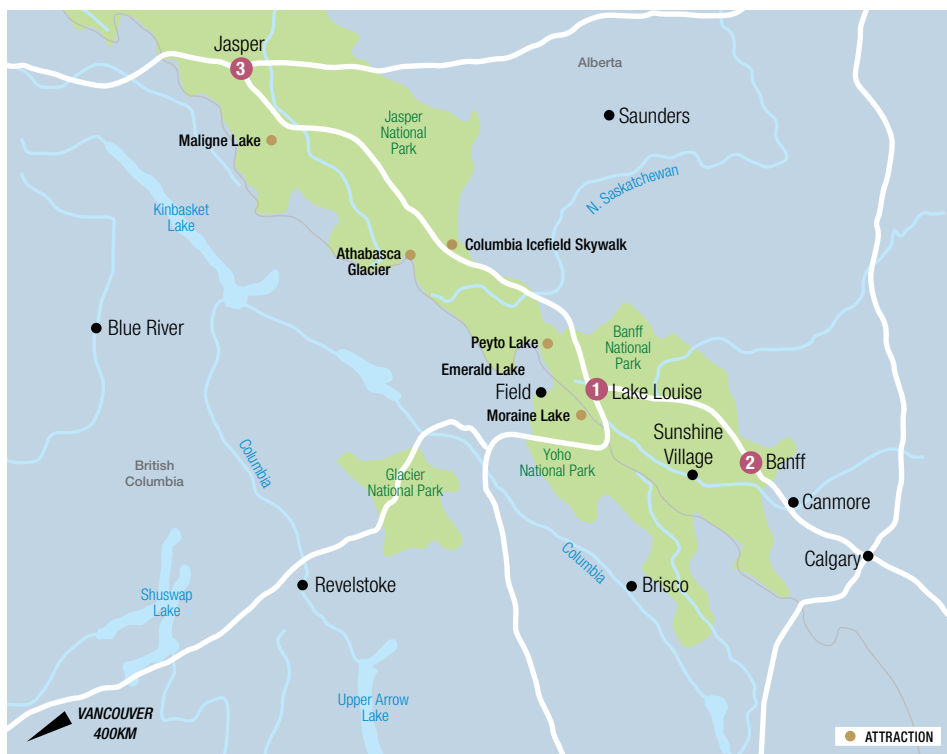 Jasper
3
Alberta
Saunders
Jasper
National
Park
Maligne Lake
N. Saskatchewan
Kinbasket
Lake
Columbia Icefield Skywalk
Athabasca
Glacier
Blue River
Peyto Lake
Banff
National
Park
Emerald Lake
Field
1
Lake Louise
Moraine Lake
Sunshine
Village
2
Banff
Yoho
National Park
British
Columbia
Columbia
Glacier
National Park
Canmore
Calgary
Columbia
Revelstoke
Brisco
Shuswap
Lake
Upper Arrow
Lake
VANCOUVER
400KM
ATTRACTION